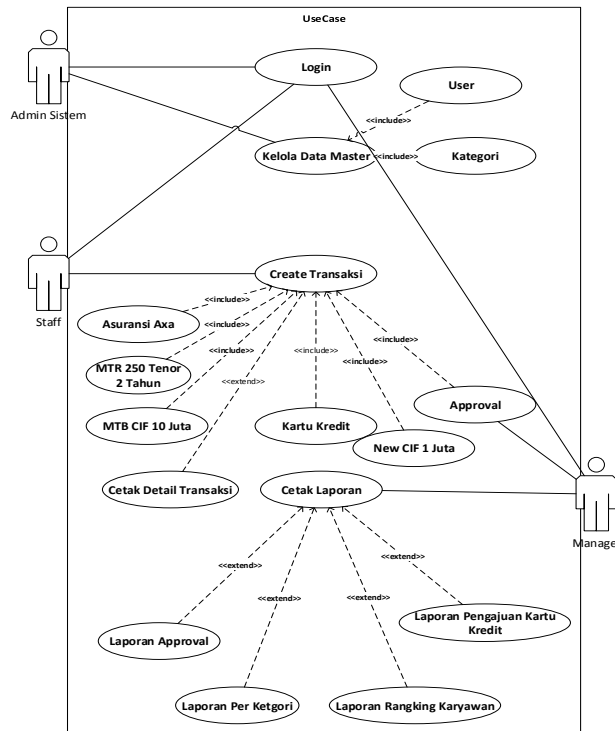 UseCase
Login
Admin Sistem
User
<<include>>
Kelola Data Master
<<include>>
Kategori
Staff
Create Transaksi
<<include>>
Asuransi Axa
<<include>>
MTR 250 Tenor
2 Tahun
<<include>>
<<include>>
<<include>>
<<include>>
<<extend>>
MTB CIF 10 Juta
Kartu Kredit
Approval
New CIF 1 Juta
Cetak Detail Transaksi
Cetak Laporan
Manage
<<extend>>
<<extend>>
<<extend>>
<<extend>>
Laporan Approval
Laporan Pengajuan Kartu
Kredit
Laporan Per Ketgori
Laporan Rangking Karyawan